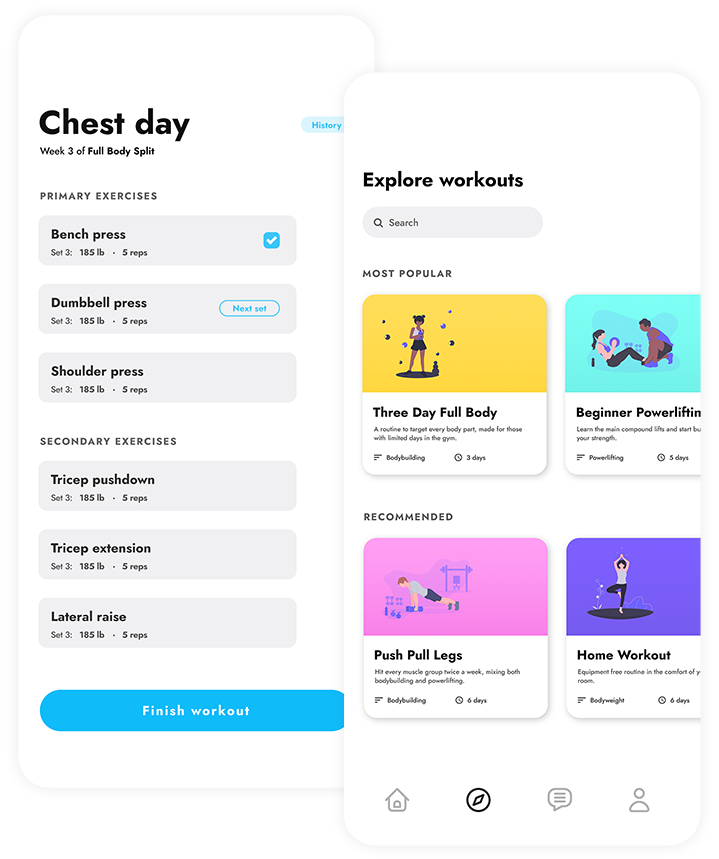 Chest day
History
Week 3 of Full Body Split
PRIMARY EXERCISES
Bench press
Set 3: 185 lb · 5 reps
Dumbbell press
Set 3: 185 lb · 5 reps
Next set
Shoulder press
Set 3: 185 lb · 5 reps
SECONDARY EXERCISES
Tricep pushdown
Set 3: 185 lb · 5 reps
Tricep extension
Set 3: 185 lb · 5 reps
Lateral raise
Set 3: 185 lb · 5 reps
Finish workout
Explore workouts
Search
MOST POPULAR
Three Day Full Body
A routine to target every body part, made for those
with limited days in the gym.
Bodybuilding 3 days
Beginner Powerliftin
Learn the main compound lifts and start bu
your strength.
Powerlifting 5 days
RECOMMENDED
Push Pull Legs
Hit every muscle group twice a week, mixing both
bodybuilding and powerlifting.
Bodybuilding 6 days
Home Workout
Equipment free routine in the comfort of y
room.
Bodyweight 6 days